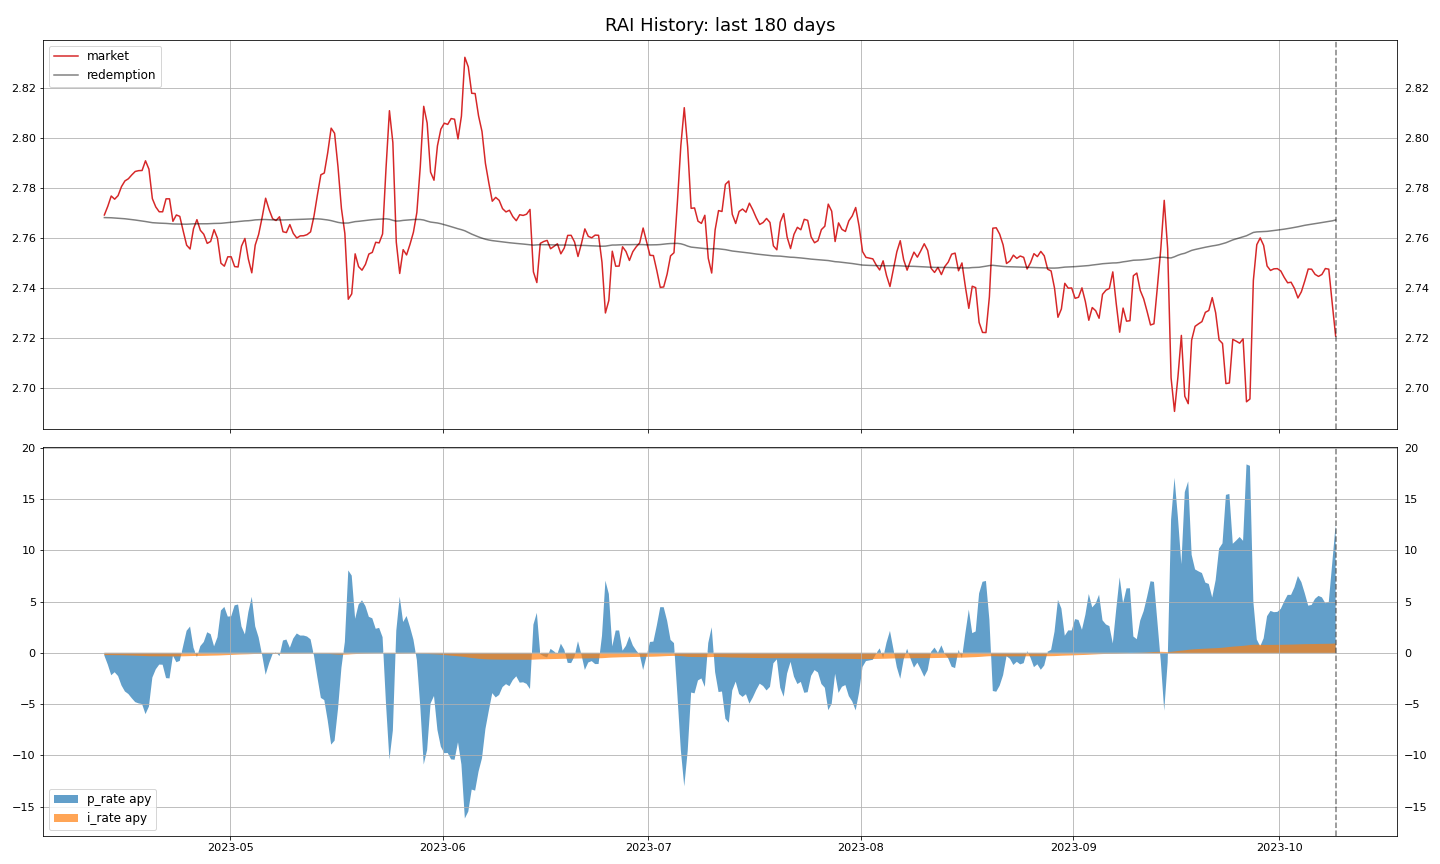 RAI History: last 180 days
market
redemption
2.82 2.82
2.80 2.80
2.78 2.78
2.76 2.76
2.74 2.74
2.72 2.72
2.70 2.70
20 20
15 15
10 10
5 5
0 0
−5 −5
−10 −10
−15 −15
p_rate apy
i_rate apy
2023-05 2023-06 2023-07 2023-08 2023-09 2023-10